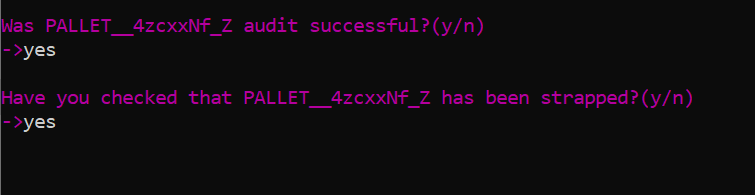 Was PALLET__4zcxxNf_Z audit successful?(y/n)
->yes
Have you checked that PALLET__4zcxxNf_Z has been strapped?(y/n)
->yes